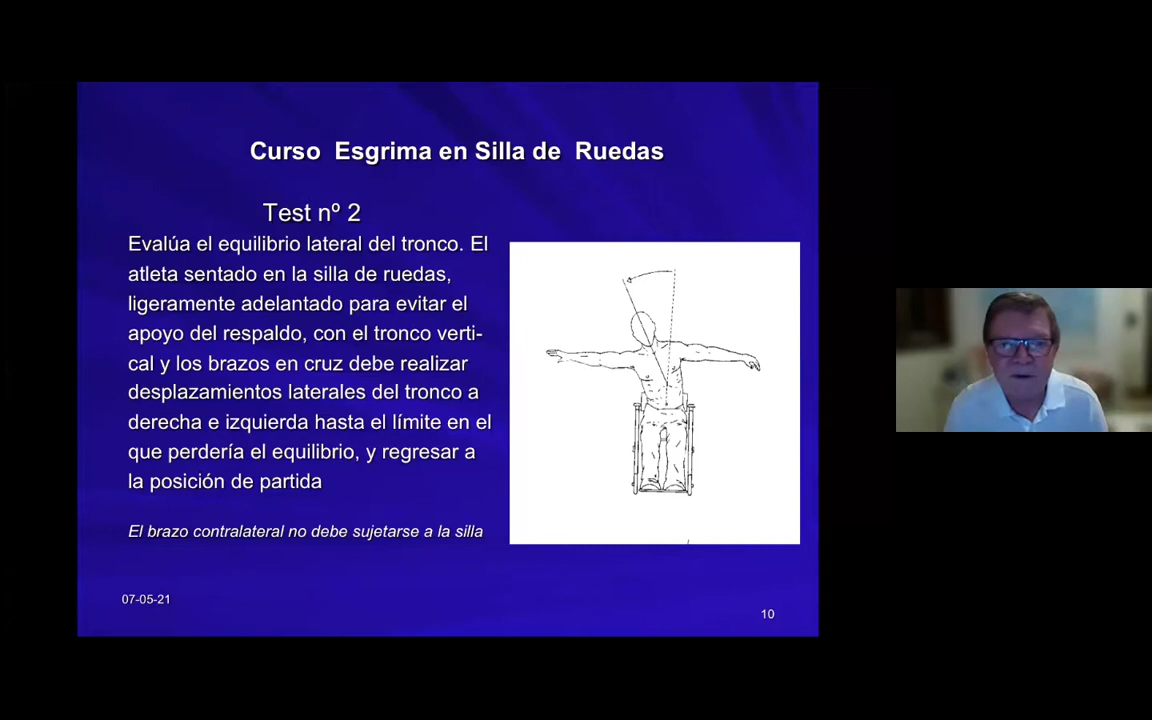 Curso Esgrima en Silla de Ruedas
Test nº 2
Evalúa el equilibrio lateral del tronco. El
atleta sentado en la silla de ruedas,
ligeramente adelantado para evitar el
apoyo del respaldo, con el tronco verti-
cal y los brazos en cruz debe realizar
desplazamientos laterales del tronco a
derecha e izquierda hasta el límite en el
que perdería el equilibrio, y regresar a
la posición de partida
El brazo contralateral no debe sujetarse a la silla
07-05-21
10